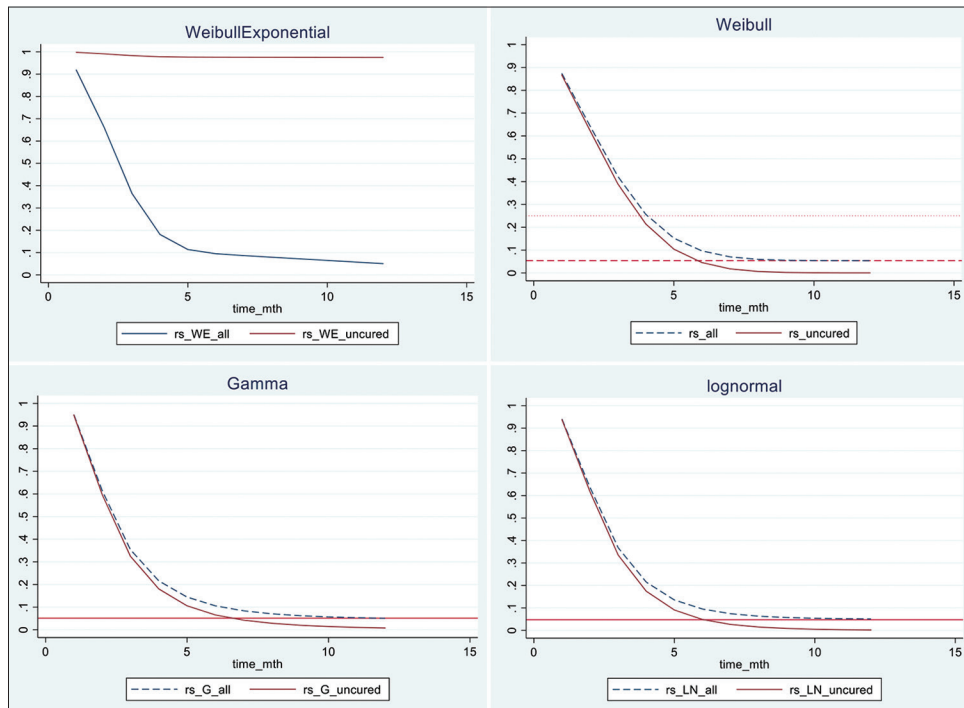 WeibullExponential
1
.9
.8
.7
.6
.5
.4
.3
.2
.1
0
0 5 10 15
time_mth
rs_WE_all rs_WE_uncured
Weibull
1
.9
.8
.7
.6
.5
.4
.3
.2
.1
0
0 5 10 15
time_mth
rs_all rs_uncured
Gamma
1
.9
.8
.7
.6
.5
.4
.3
.2
.1
0
0 5 10 15
time_mth
rs_G_all rs_G_uncured
lognormal
1
.9
.8
.7
.6
.5
.4
.3
.2
.1
0
0 5 10 15
time_mth
rs_LN_all rs_LN_uncured